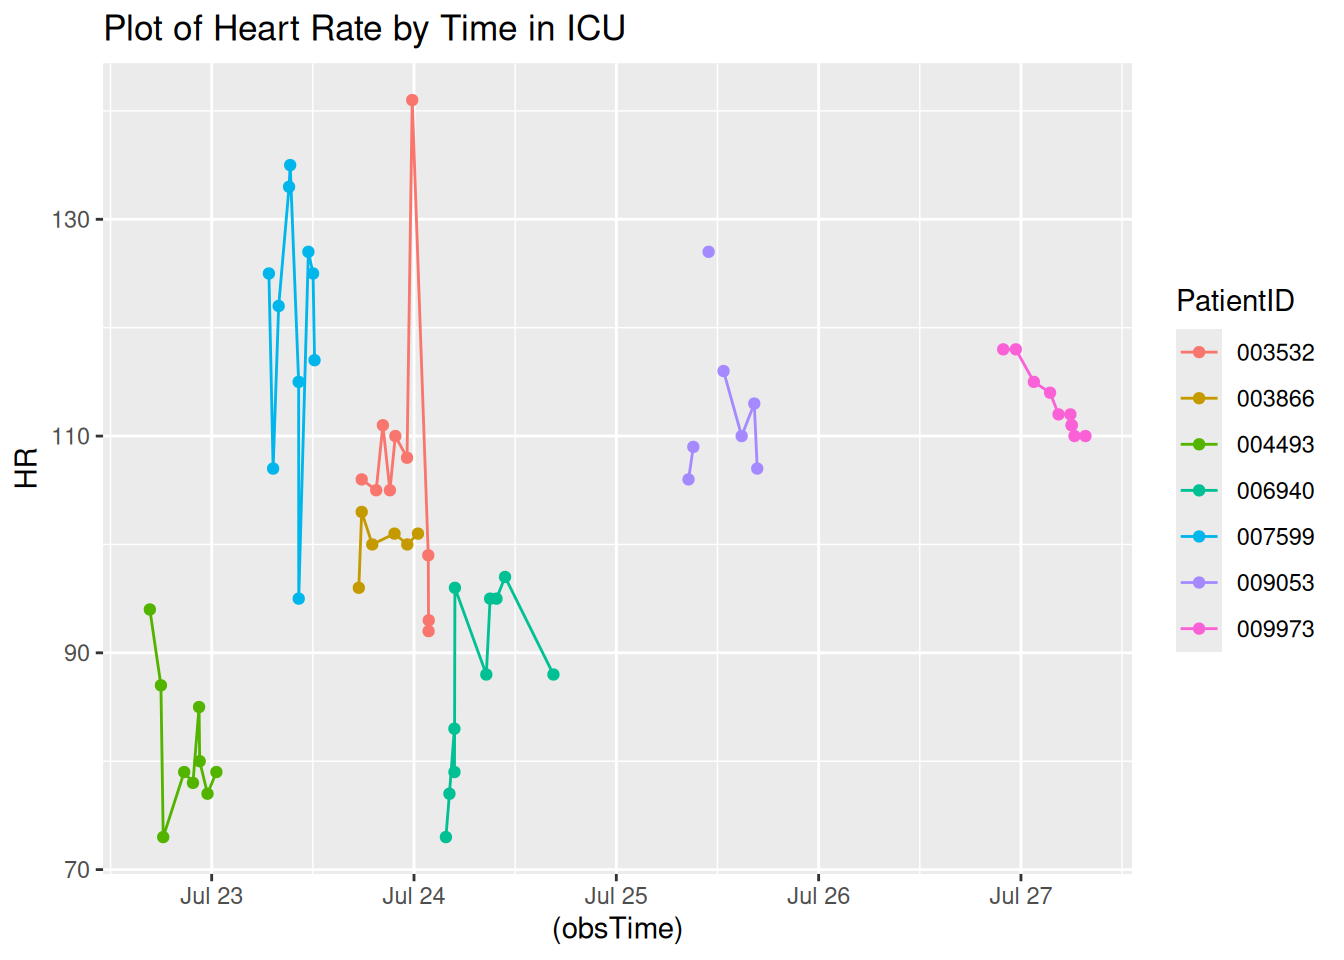 Plot of Heart Rate by Time in ICU
HR
130
110
90
70
Jul 23
Jul 24
Jul 25
Jul 26
Jul 27
(obsTime)
PatientID
003532
003866
004493
006940
007599
009053
009973